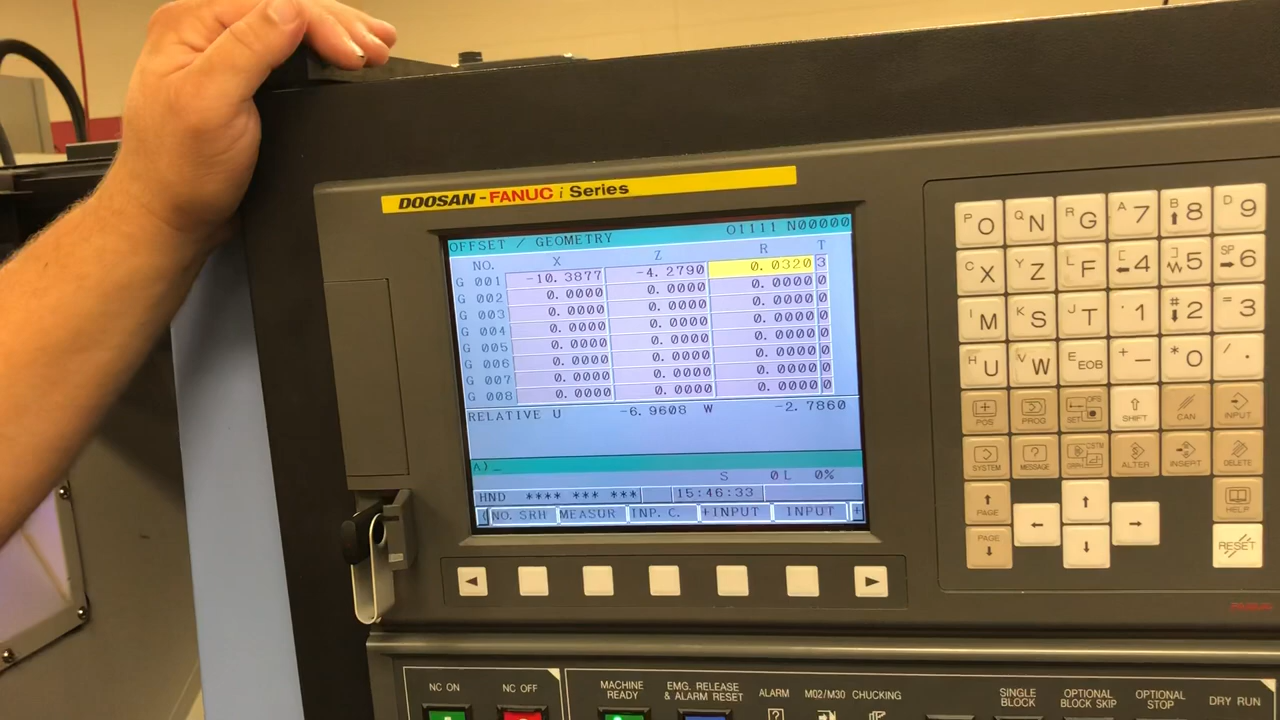 DOOSAN - FANUC i Series
OFFSET / GEOMETRY O1111 N00000
NO. X Z R T
G 001 -10.3877 -4.2790 0.0320 3
G 002 0.0000 0.0000 0.0000 0
G 003 0.0000 0.0000 0.0000 0
G 004 0.0000 0.0000 0.0000 0
G 005 0.0000 0.0000 0.0000 0
G 006 0.0000 0.0000 0.0000 0
G 007 0.0000 0.0000 0.0000 0
G 008 0.0000 0.0000 0.0000 0
RELATIVE U -6.9608 W -2.7860
A)_
S 0 L 0%
HND **** *** *** 15:46:33
(NO. SRH MEASUR INP. C. +INPUT INPUT +
P O Q N R G A 7 B 8 D 9
C X Y Z L F [ 4 ] 5 SP 6
I M K S J T , 1 # 2 = 3
H U V W E EOB + - * 0 / .
POS PROG OFS SET SHIFT CAN INPUT
SYSTEM MESSAGE CSTM GRPH ALTER INSERT DELETE
PAGE HELP
PAGE RESET
NC ON NC OFF MACHINE READY EMG. RELEASE & ALARM RESET ALARM M02/M30 CHUCKING SINGLE BLOCK OPTIONAL BLOCK SKIP OPTIONAL STOP DRY RUN